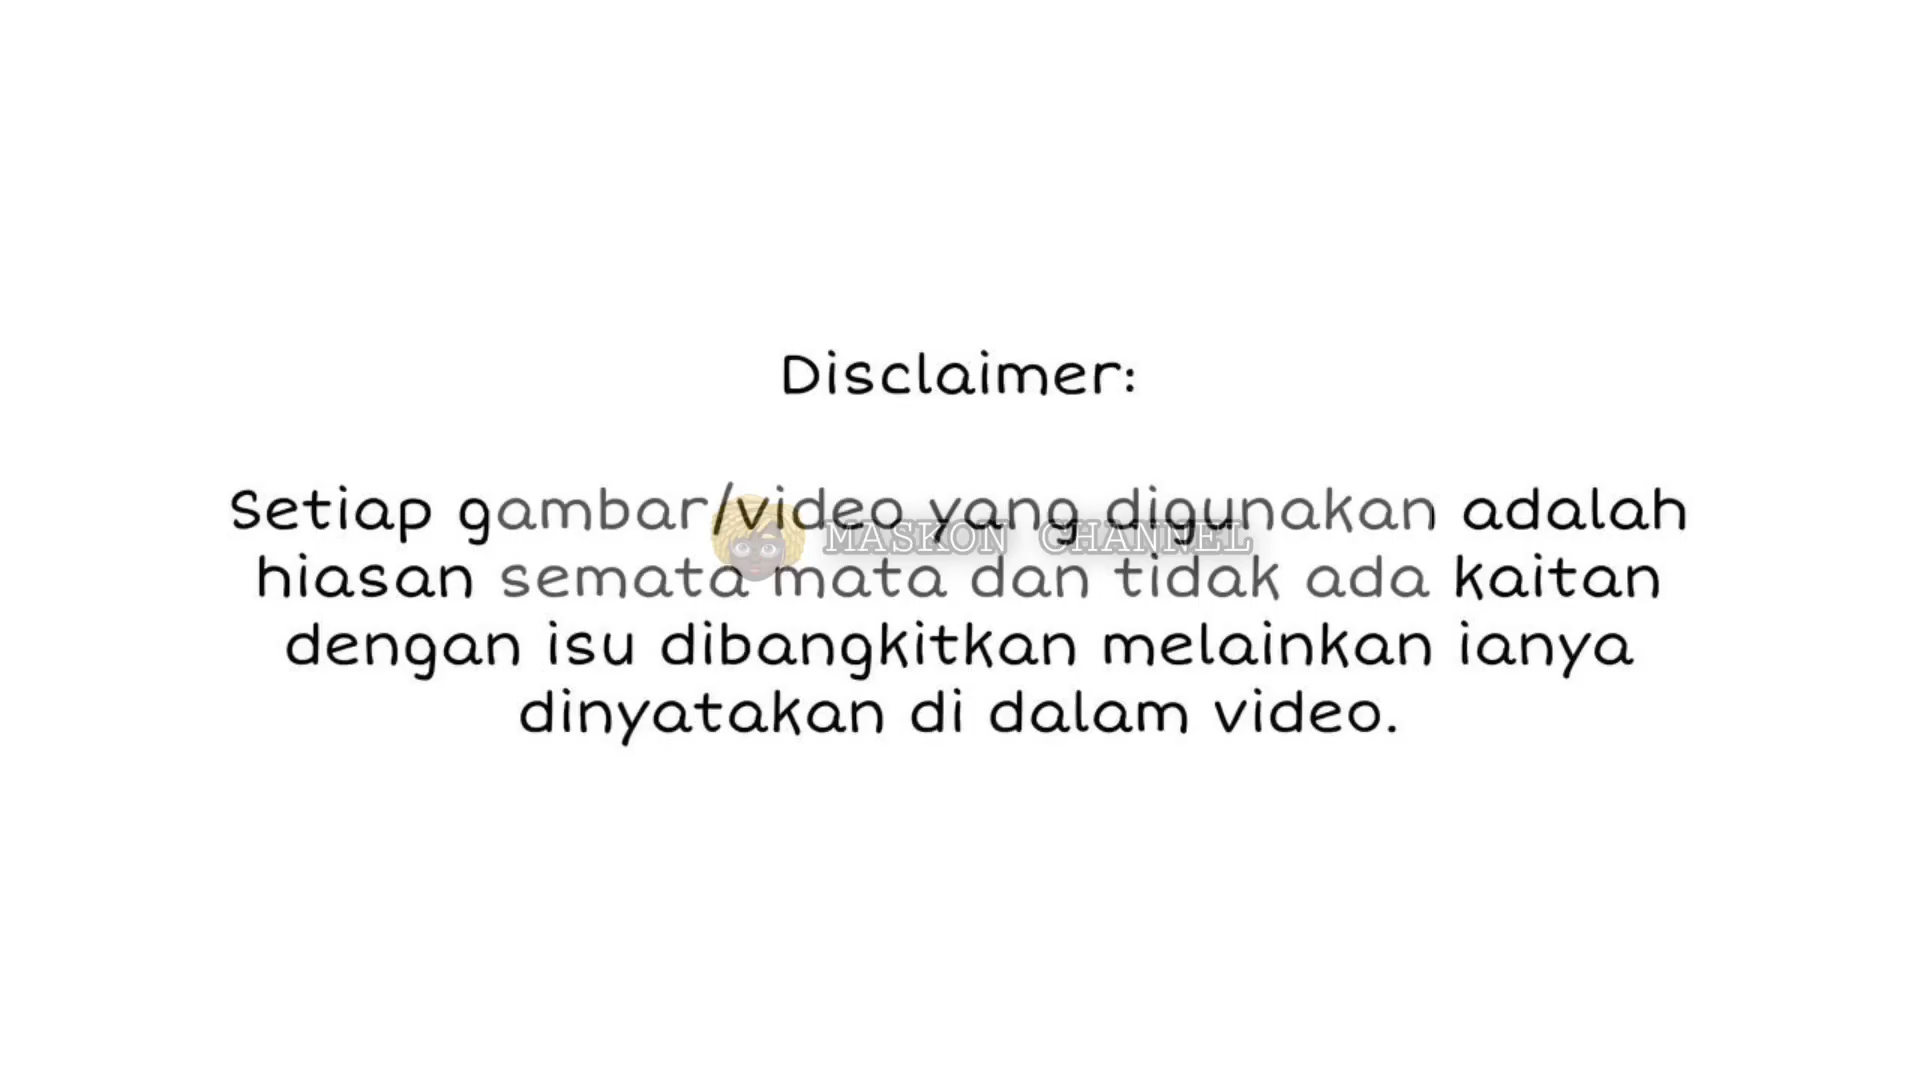 Disclaimer:
Setiap gambar/video yang digunakan adalah
MASKON CHANNEL
hiasan semata mata dan tidak ada kaitan
dengan isu dibangkitkan melainkan ianya
dinyatakan di dalam video.